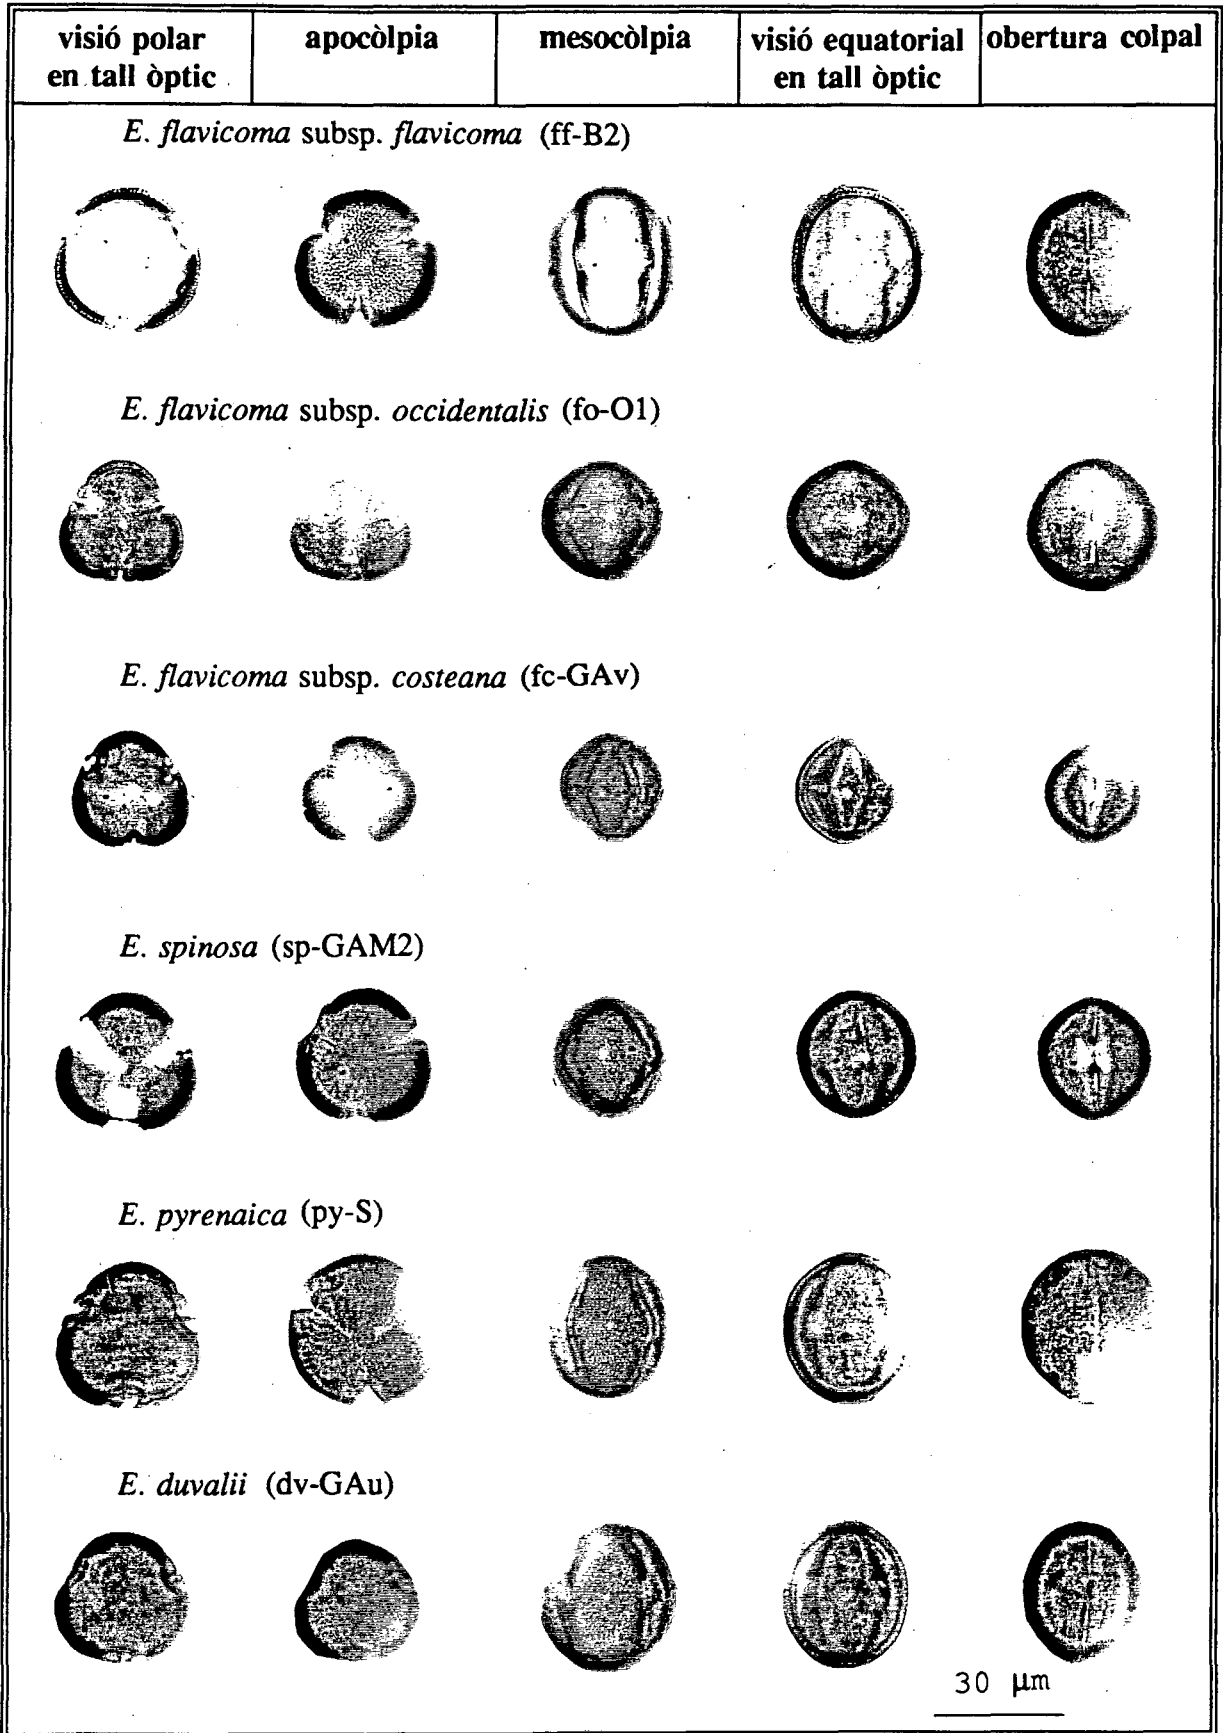 visió polar
en tall òptic
apocòlpia
mesocòlpia
visió equatorial
en tall òptic
obertura colpal
E. flavicoma subsp. flavicoma (ff-B2)
E. flavicoma subsp. occidentalis (fo-O1)
E. flavicoma subsp. costeana (fc-GAv)
E. spinosa (sp-GAM2)
E. pyrenaica (py-S)
E. duvalii (dv-GAu)
30 µm